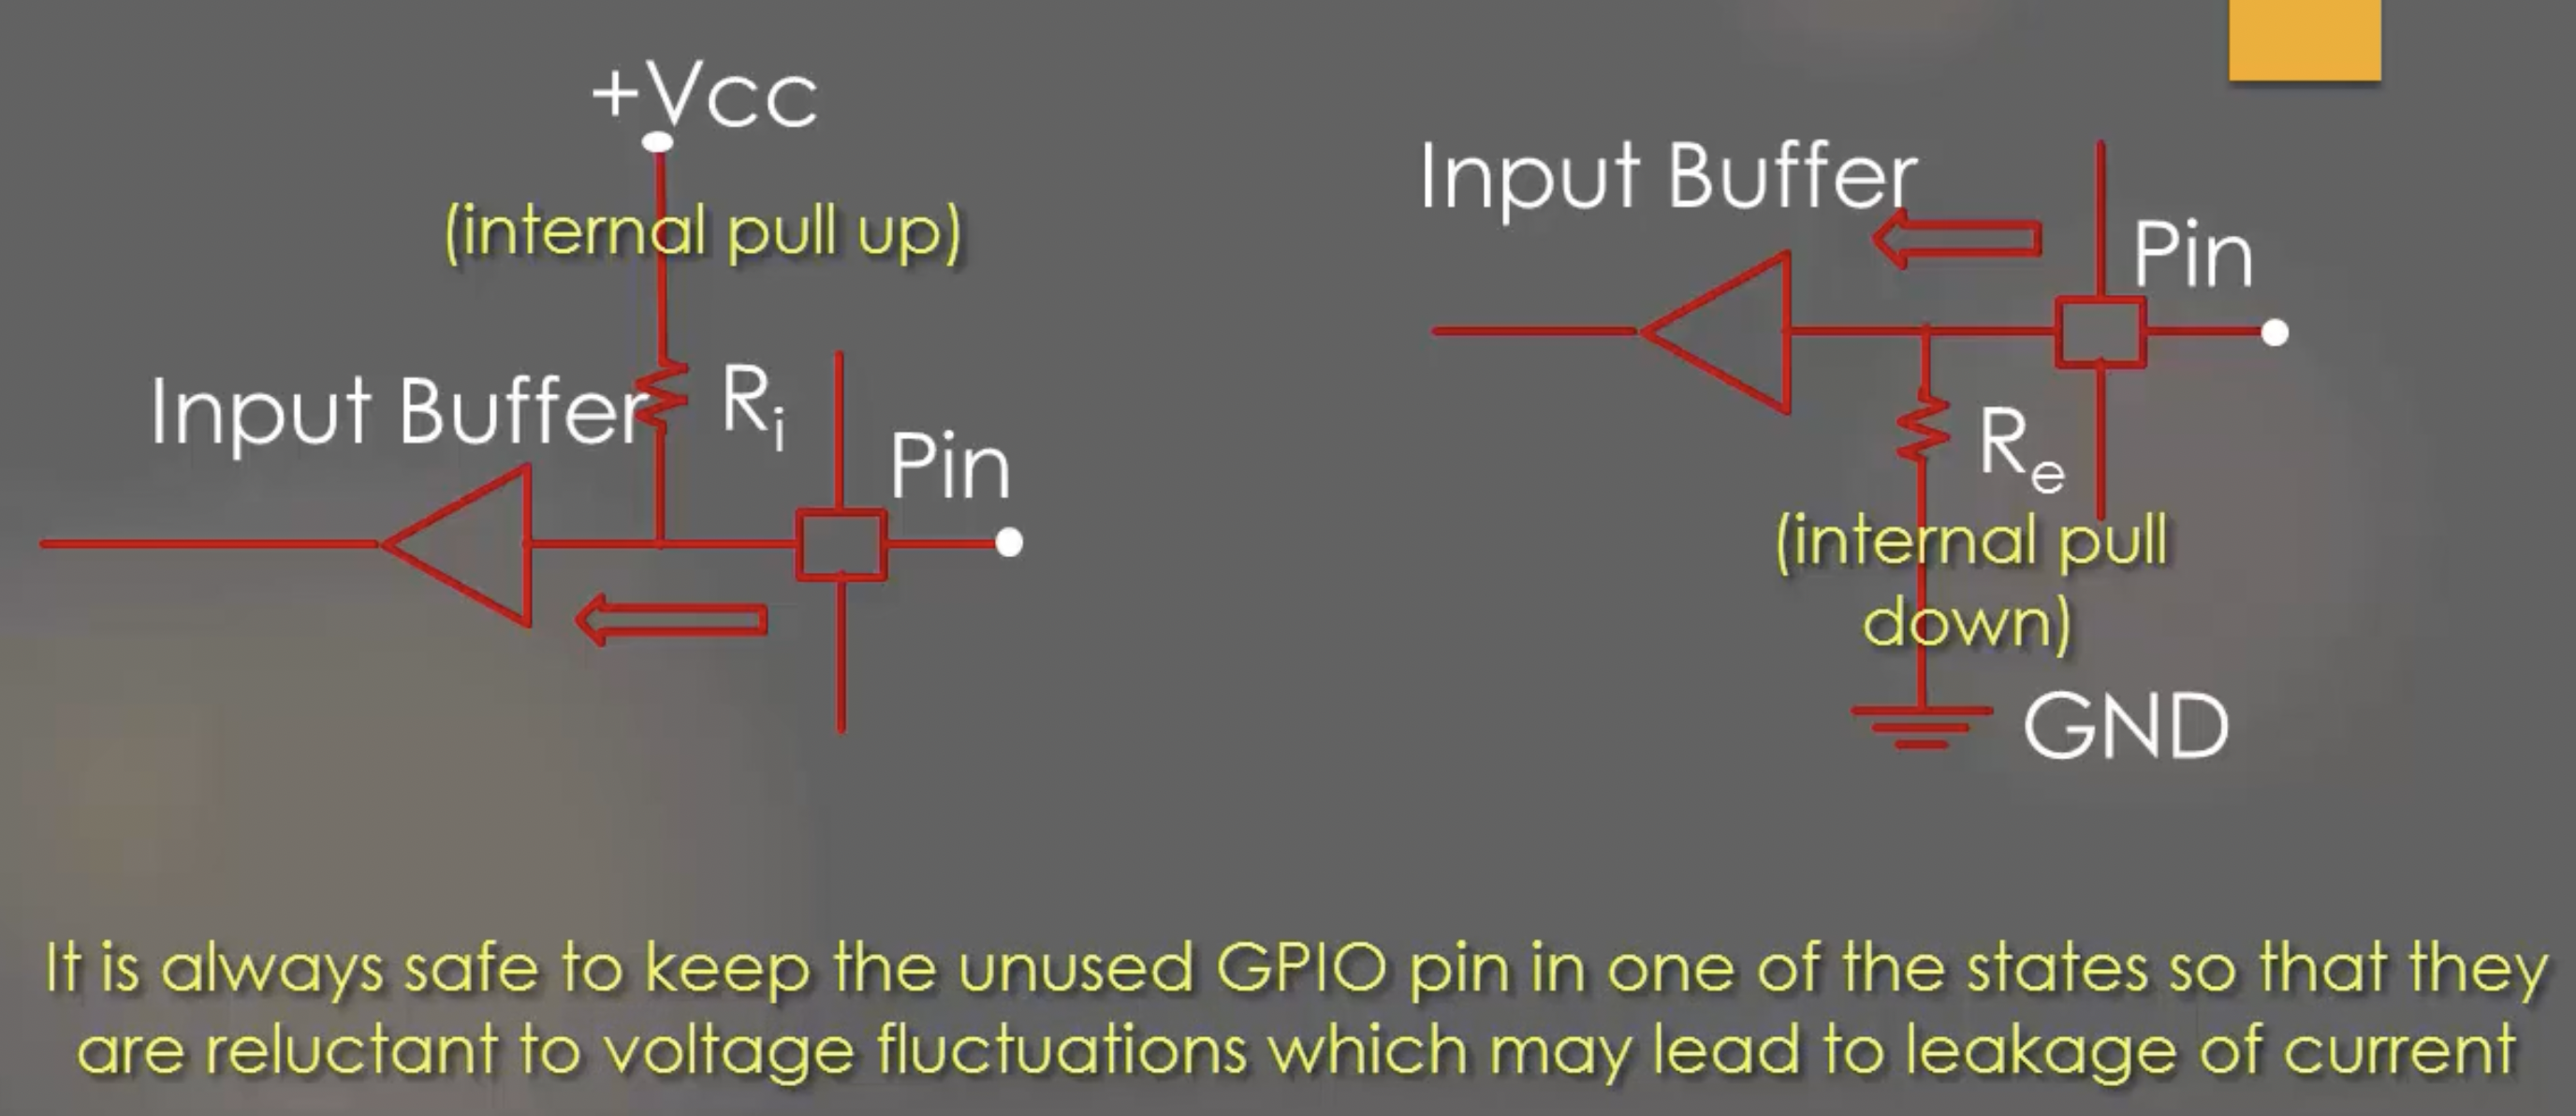 +Vcc
(internal pull up)
Input Buffer
Ri
Pin
Input Buffer
Pin
Re
(internal pull
down)
GND
It is always safe to keep the unused GPIO pin in one of the states so that they
are reluctant to voltage fluctuations which may lead to leakage of current